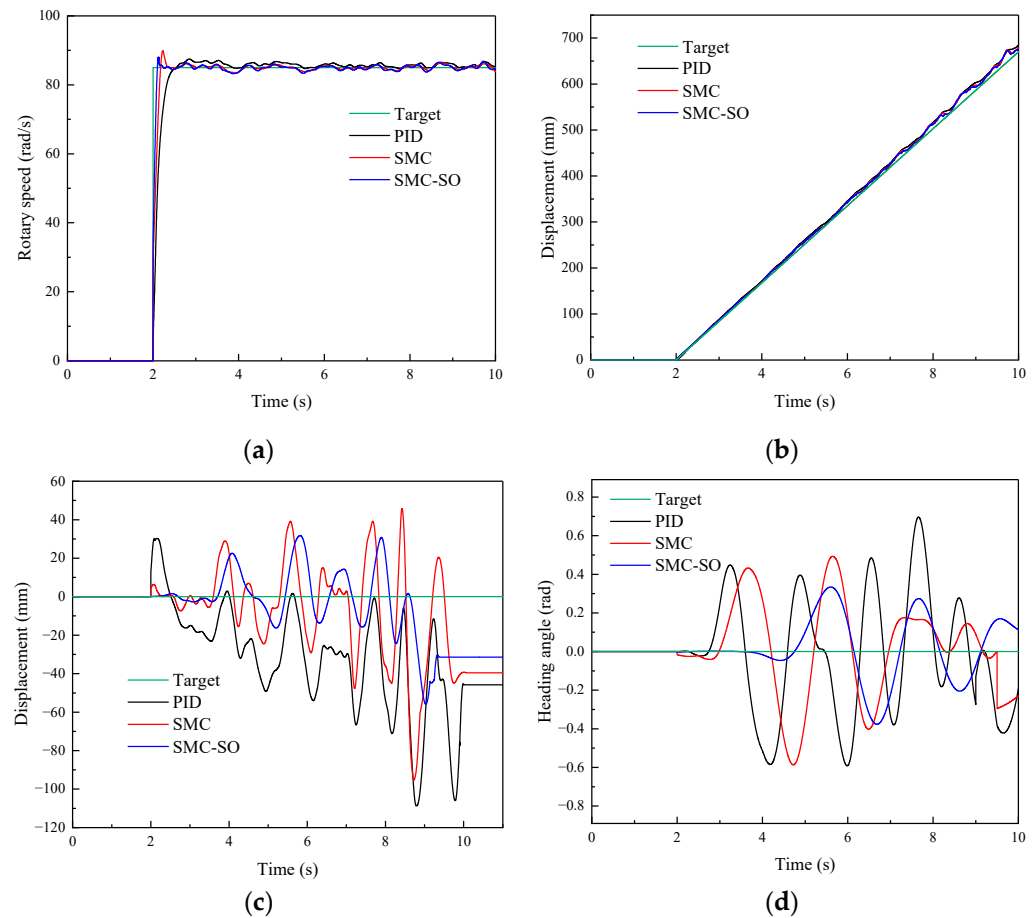 100
80
60
40
20
0
Rotary speed (rad/s)
Target
PID
SMC
SMC-SO
0 2 4 6 8 10
Time (s)
(a)
700
600
500
400
300
200
100
0
Displacement (mm)
Target
PID
SMC
SMC-SO
0 2 4 6 8 10
Time (s)
(b)
60
40
20
0
−20
−40
−60
−80
−100
−120
Displacement (mm)
Target
PID
SMC
SMC-SO
0 2 4 6 8 10
Time (s)
(c)
0.8
0.6
0.4
0.2
0.0
−0.2
−0.4
−0.6
−0.8
Heading angle (rad)
Target
PID
SMC
SMC-SO
0 2 4 6 8 10
Time (s)
(d)